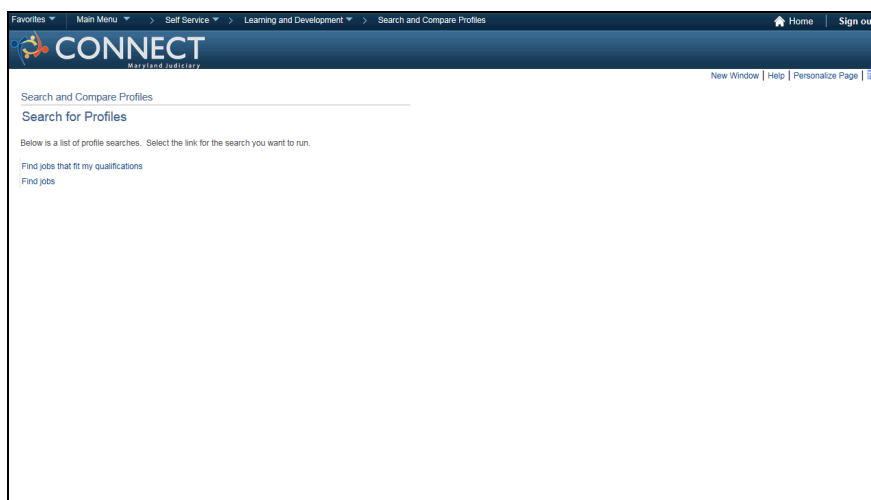 Favorites Main Menu > Self Service > Learning and Development > Search and Compare Profiles Home Sign ou
CONNECT
Maryland Judiciary
New Window | Help | Personalize Page |
Search and Compare Profiles
Search for Profiles
Below is a list of profile searches. Select the link for the search you want to run.
Find jobs that fit my qualifications
Find jobs